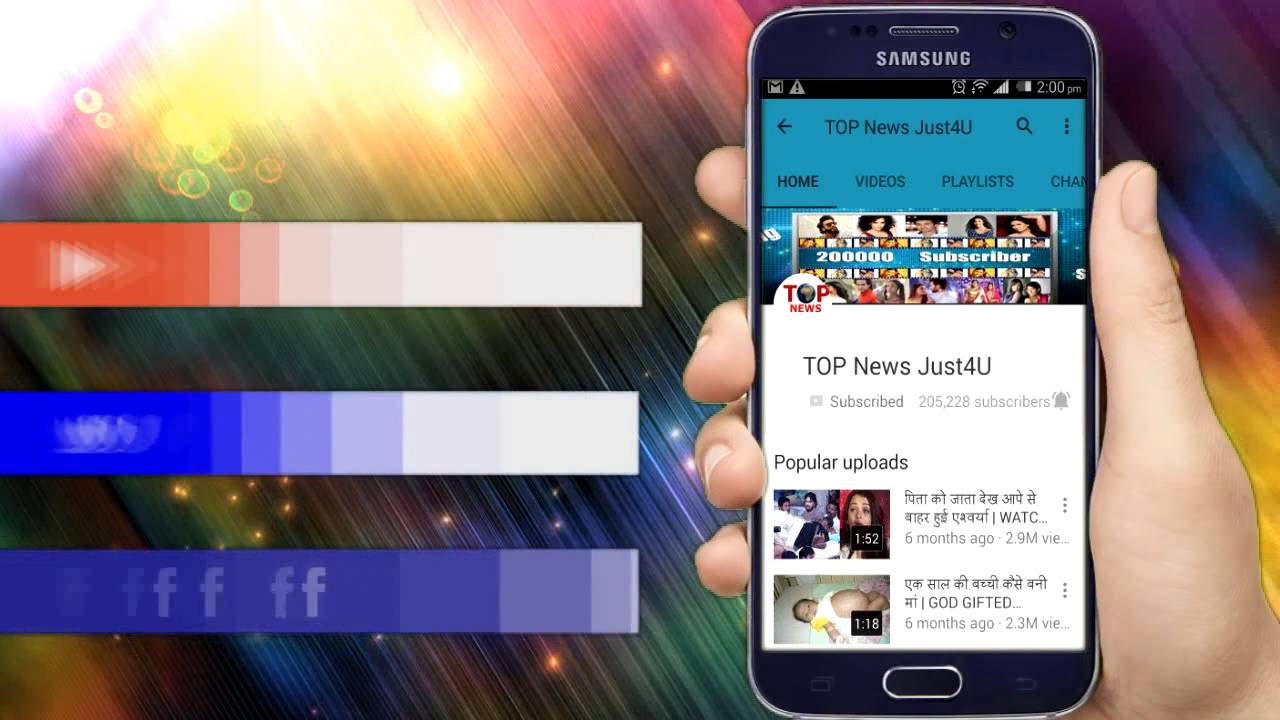 SAMSUNG
2:00 pm
TOP News Just4U
HOME VIDEOS PLAYLISTS CHAN
200000 Subscriber
TOP
NEWS
TOP News Just4U
Subscribed 205,228 subscribers
Popular uploads
पिता को जाता देख आपे से
बाहर हुई एश्वर्या | WATC...
6 months ago · 2.9M vie...
1:52
एक साल की बच्ची कैसे बनी
मां | GOD GIFTED...
6 months ago · 2.3M vie...
1:18
f f f f f